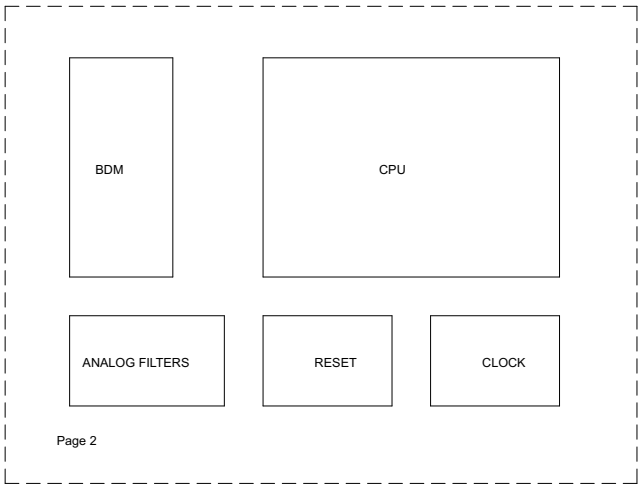 BDM
CPU
ANALOG FILTERS
RESET
CLOCK
Page 2